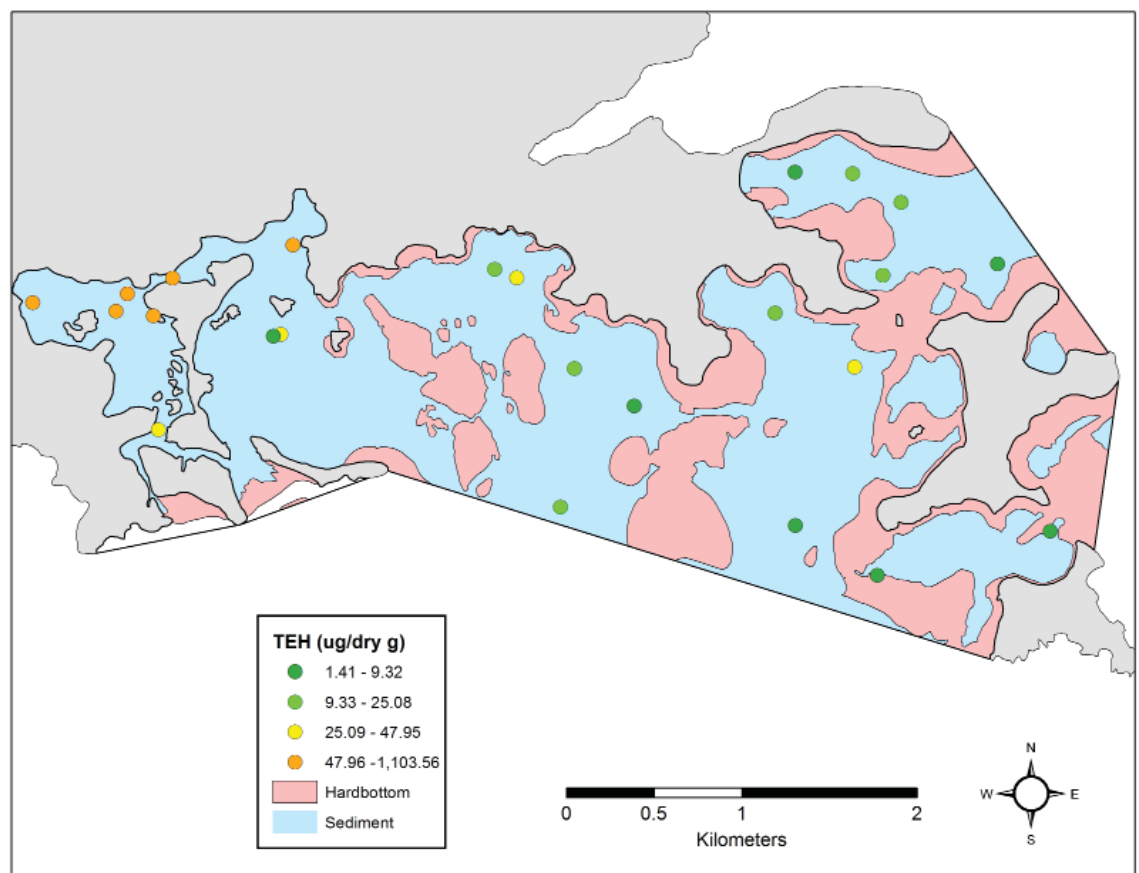 TEH (ug/dry g)
1.41 - 9.32
9.33 - 25.08
25.09 - 47.95
47.96 -1,103.56
Hardbottom
Sediment
0 0.5 1 2
Kilometers
N
W E
S